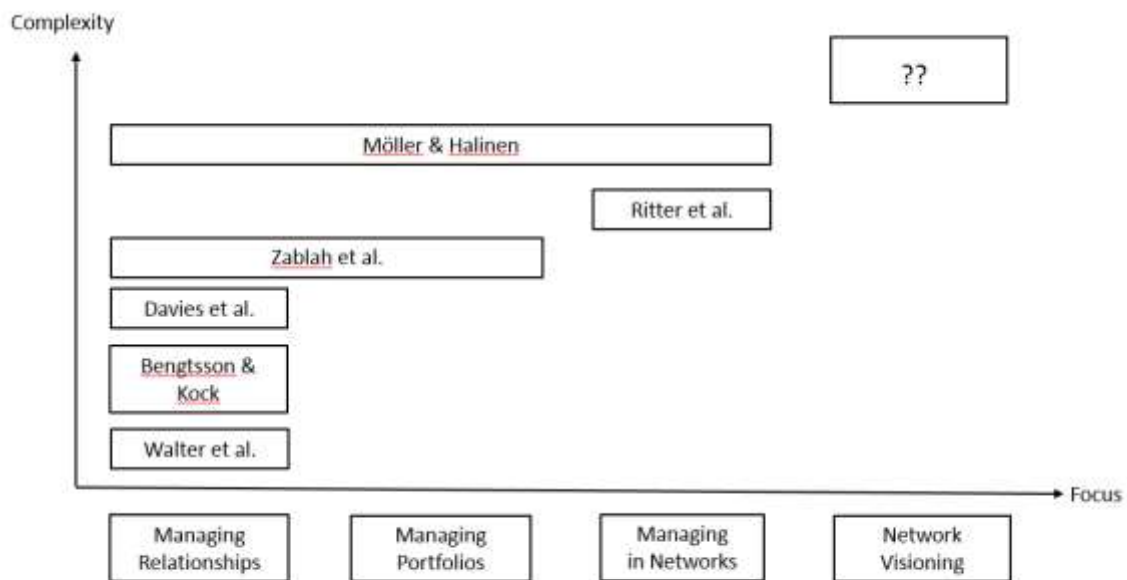 Complexity
??
Möller & Halinen
Ritter et al.
Zablah et al.
Davies et al.
Bengtsson &
Kock
Walter et al.
Focus
Managing
Relationships
Managing
Portfolios
Managing
in Networks
Network
Visioning